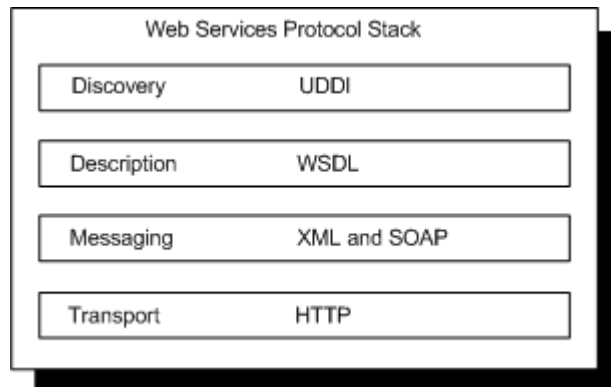 Web Services Protocol Stack
Discovery UDDI
Description WSDL
Messaging XML and SOAP
Transport HTTP